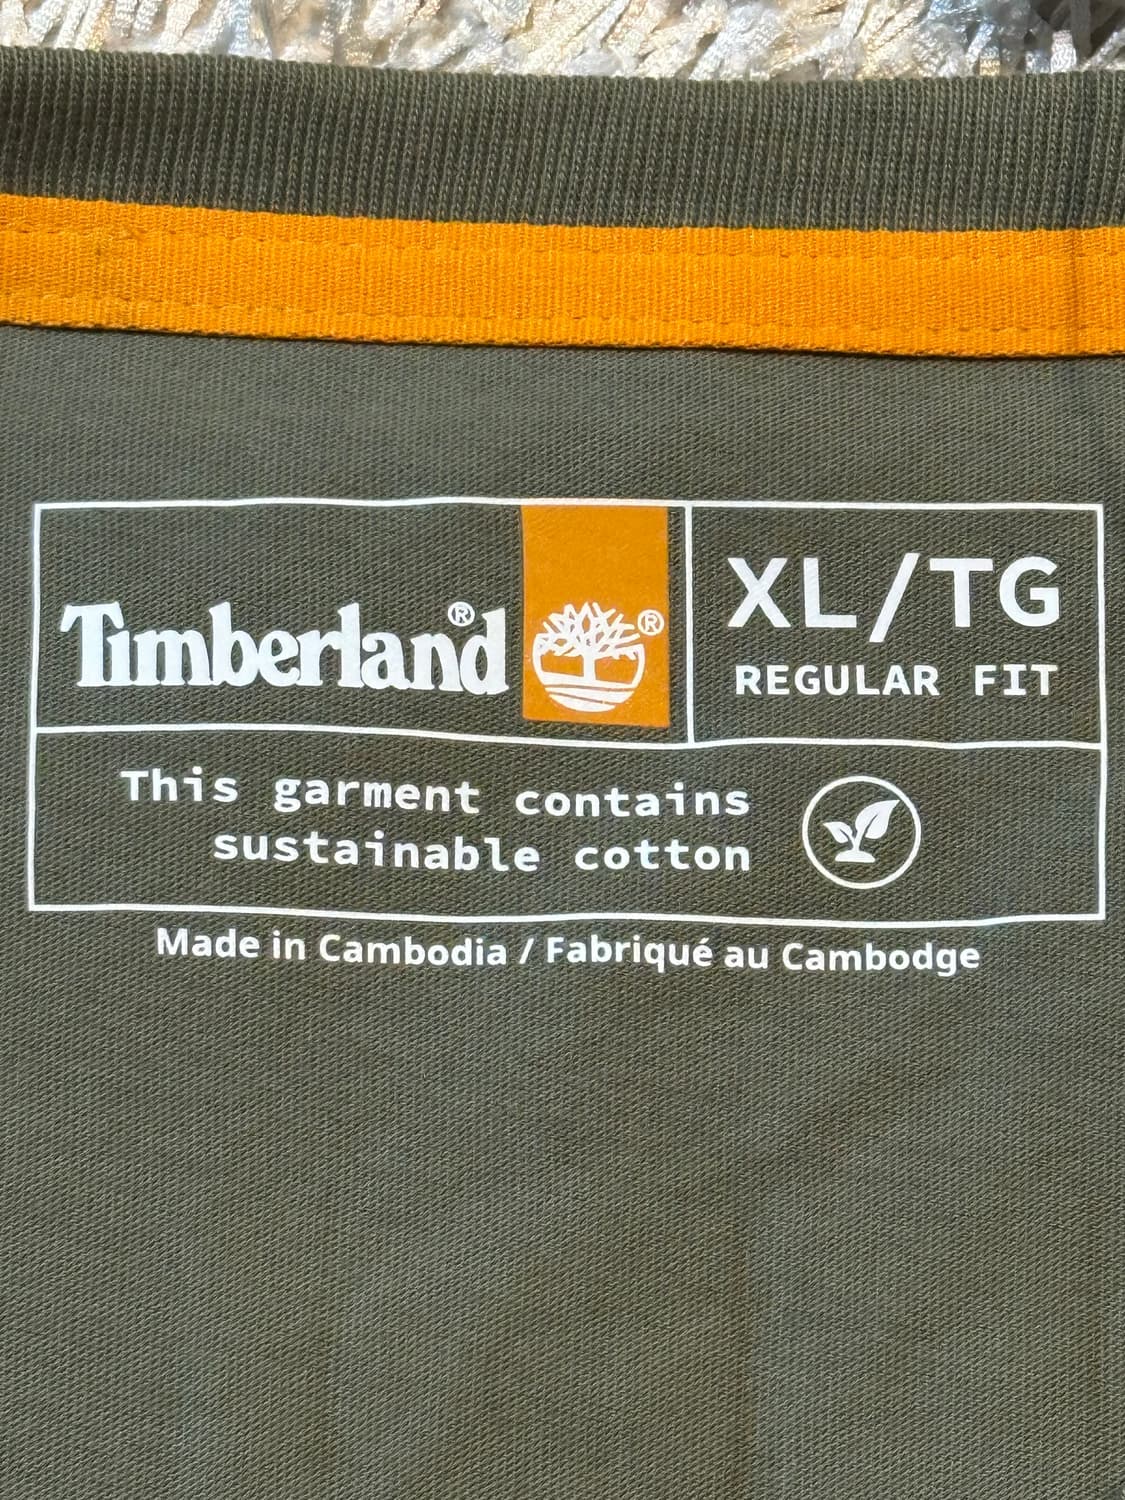 Timberland®
®
XL/TG
REGULAR FIT
This garment contains
sustainable cotton
Made in Cambodia / Fabriqué au Cambodge